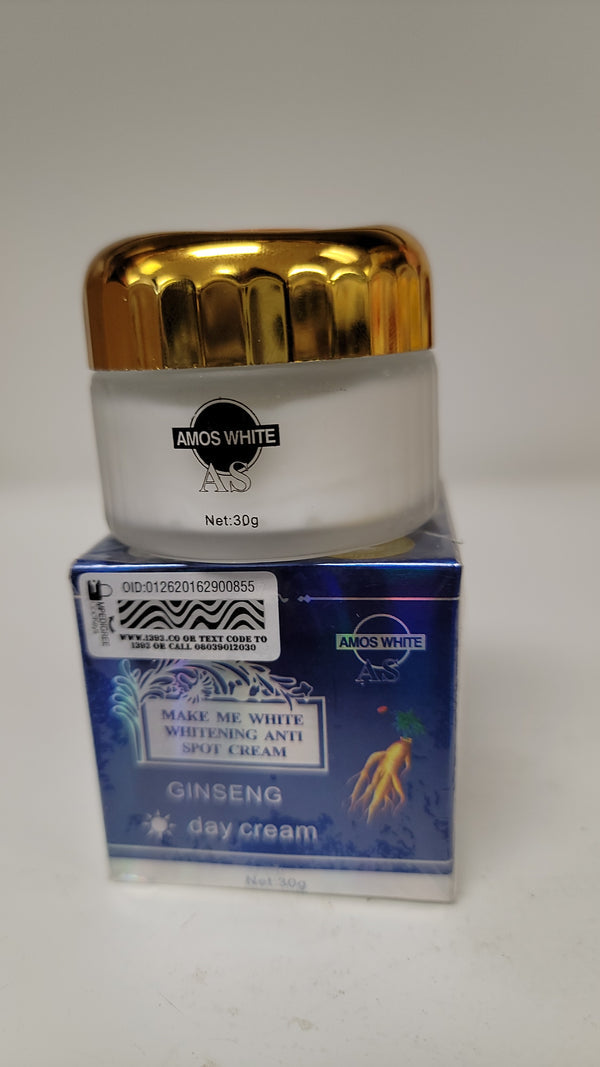 AMOS WHITE
AS
Net:30g
OID:012620162900855
MPEDIGREE
WWW.1393.CO OR TEXT CODE TO
1393 OR CALL 08039012030
AMOS WHITE
AS
MAKE ME WHITE
WHITENING ANTI
SPOT CREAM
GINSENG
day cream
Net:30g